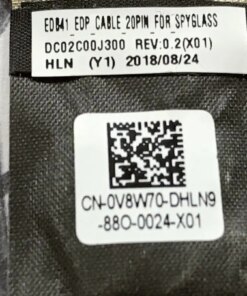 EDB41 EDP CABLE 20PIN FOR SPYGLASS
DC02C00J300 REV:0.2(X01)
HLN (Y1) 2018/08/24
CN-0V8W70-DHLN9
-88O-0024-X01